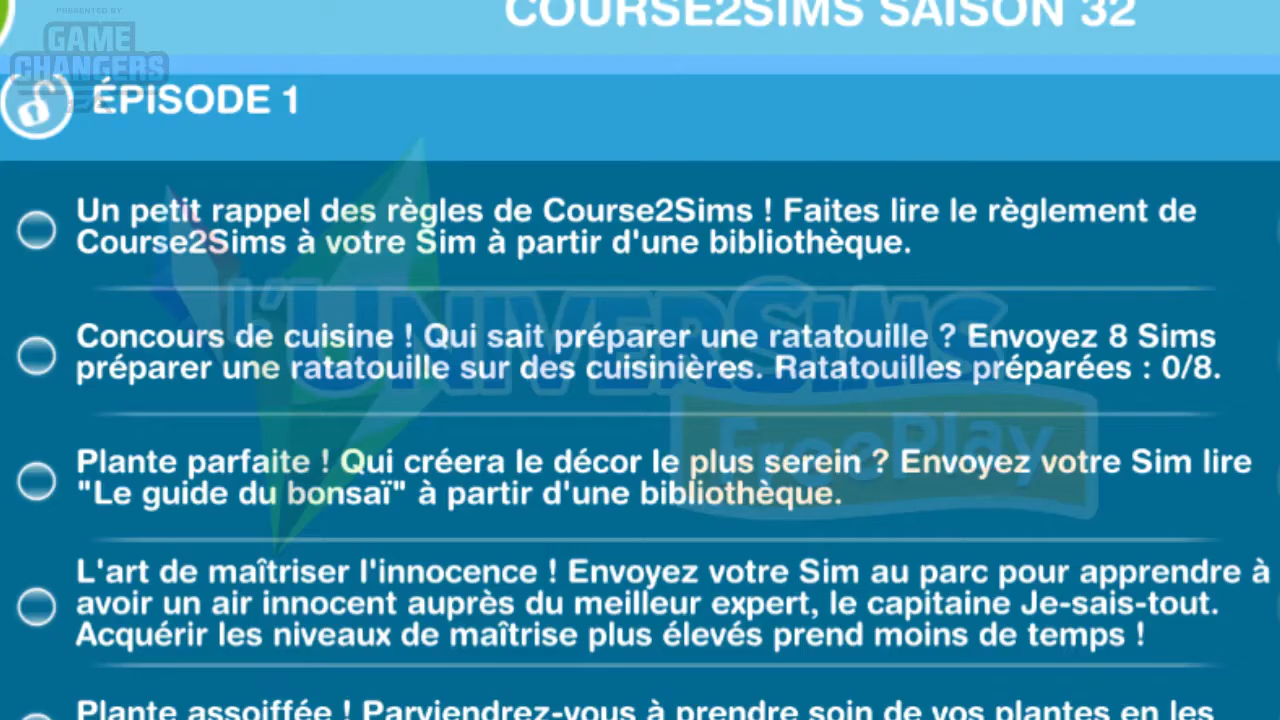 PRESENTED BY
GAME
CHANGERS
COURSE2SIMS SAISON 32
ÉPISODE 1
Un petit rappel des règles de Course2Sims ! Faites lire le règlement de
Course2Sims à votre Sim à partir d'une bibliothèque.
Concours de cuisine ! Qui sait préparer une ratatouille ? Envoyez 8 Sims
préparer une ratatouille sur des cuisinières. Ratatouilles préparées : 0/8.
Plante parfaite ! Qui créera le décor le plus serein ? Envoyez votre Sim lire
"Le guide du bonsaï" à partir d'une bibliothèque.
L'art de maîtriser l'innocence ! Envoyez votre Sim au parc pour apprendre à
avoir un air innocent auprès du meilleur expert, le capitaine Je-sais-tout.
Acquérir les niveaux de maîtrise plus élevés prend moins de temps !
Plante assoiffée ! Parviendrez-vous à prendre soin de vos plantes en les
L'UNIVERSIMS
FreePlay